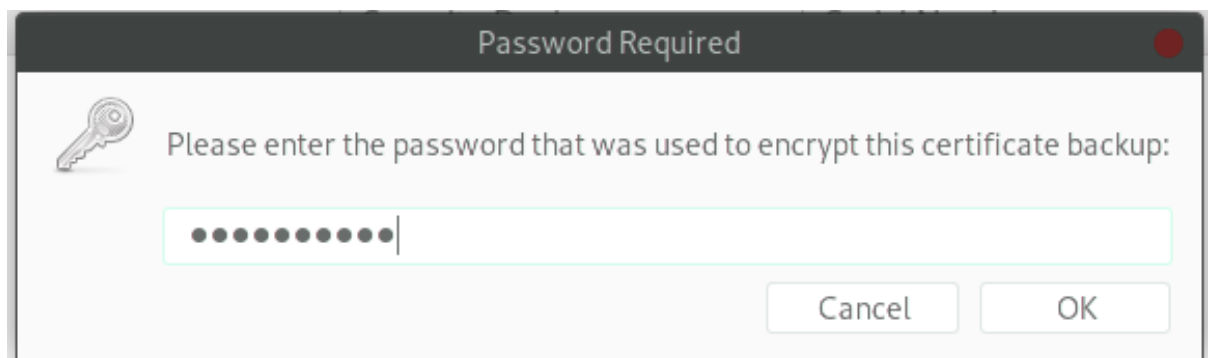 Password Required
Please enter the password that was used to encrypt this certificate backup:
●●●●●●●●●●
Cancel OK